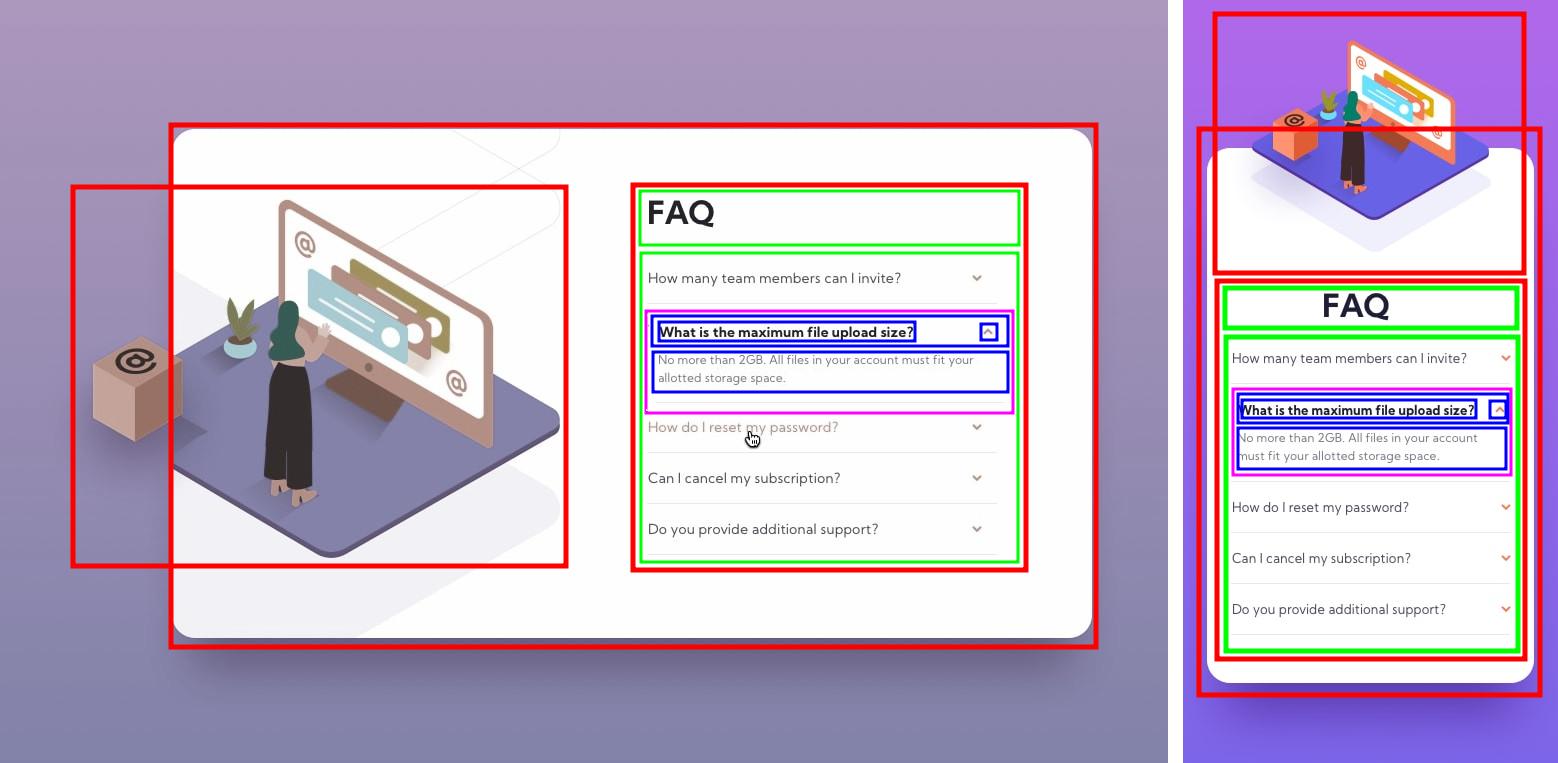 @
@
@
FAQ
How many team members can I invite?
What is the maximum file upload size?
No more than 2GB. All files in your account must fit your
allotted storage space.
How do I reset my password?
Can I cancel my subscription?
Do you provide additional support?
@
@
@
FAQ
How many team members can I invite?
What is the maximum file upload size?
No more than 2GB. All files in your account
must fit your allotted storage space.
How do I reset my password?
Can I cancel my subscription?
Do you provide additional support?